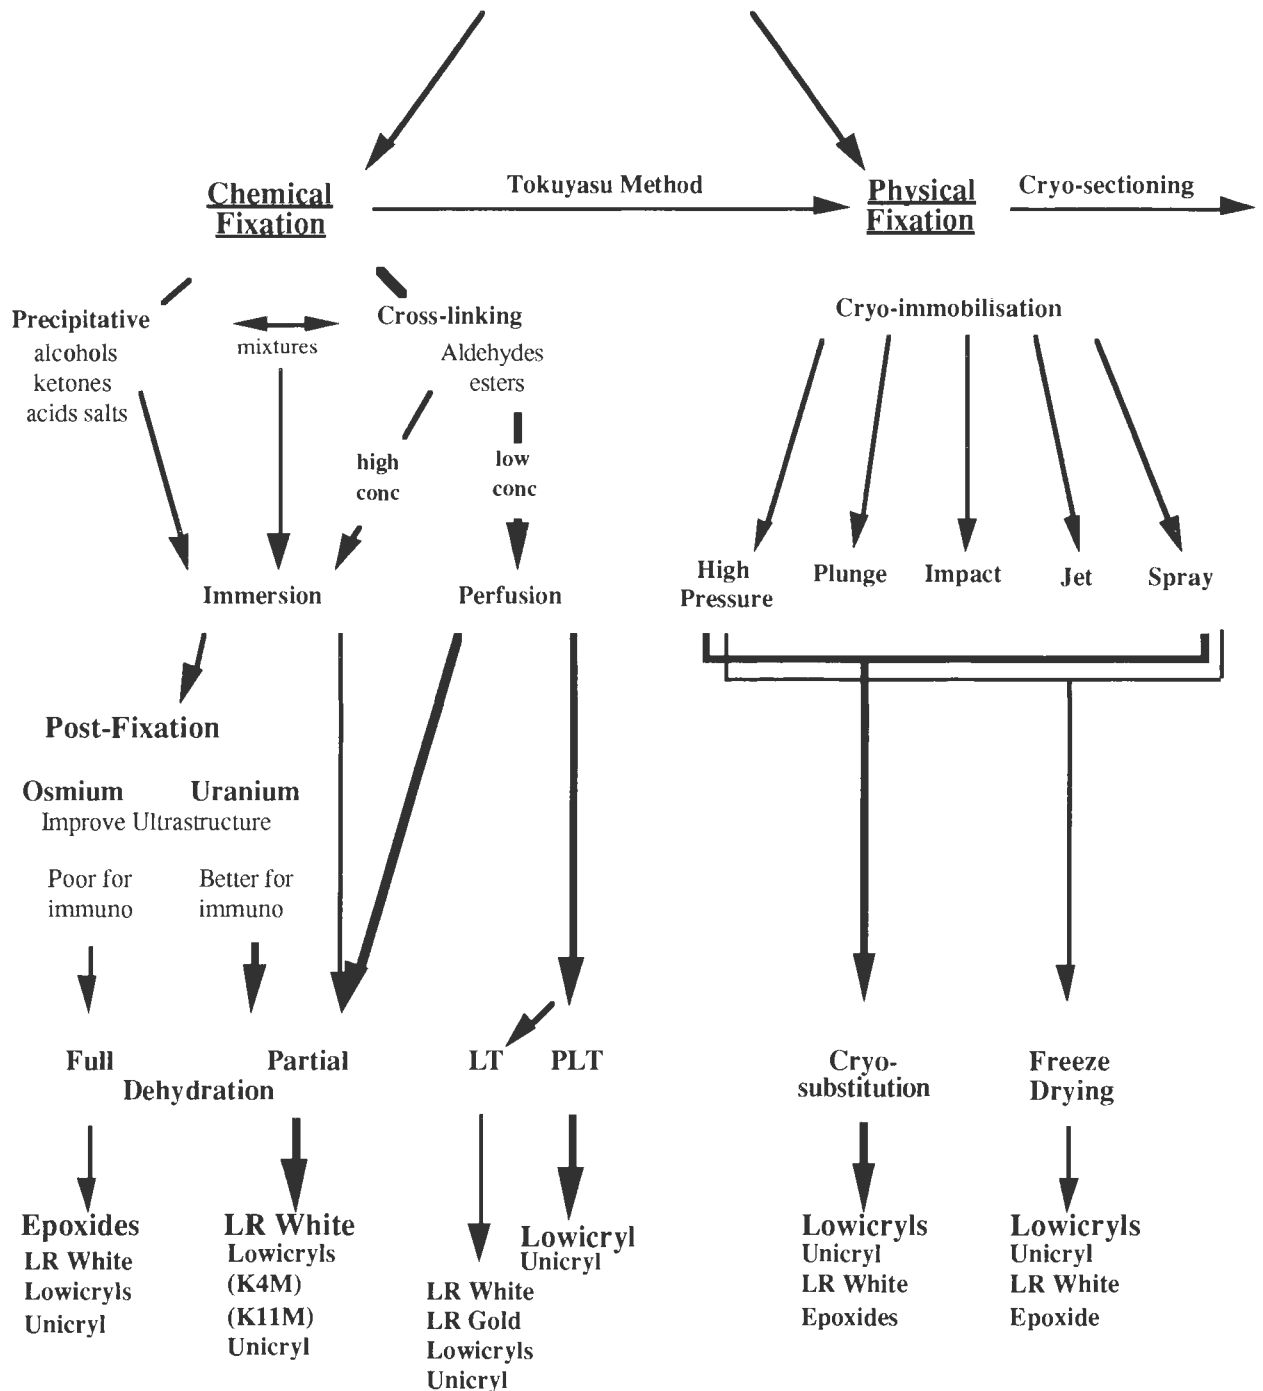 Tokuyasu Method
Cryo-sectioning
Chemical
Fixation
Physical
Fixation
Precipitative
alcohols
ketones
acids salts
mixtures
Cross-linking
Aldehydes
esters
Cryo-immobilisation
high
conc
low
conc
Immersion
Perfusion
High
Pressure
Plunge
Impact
Jet
Spray
Post-Fixation
Osmium
Uranium
Improve Ultrastructure
Poor for
immuno
Better for
immuno
Full
Partial
Dehydration
LT
PLT
Cryo-
substitution
Freeze
Drying
Epoxides
LR White
Lowicryls
Unicryl
LR White
Lowicryls
(K4M)
(K11M)
Unicryl
LR White
LR Gold
Lowicryls
Unicryl
Lowicryl
Unicryl
Lowicryls
Unicryl
LR White
Epoxides
Lowicryls
Unicryl
LR White
Epoxide